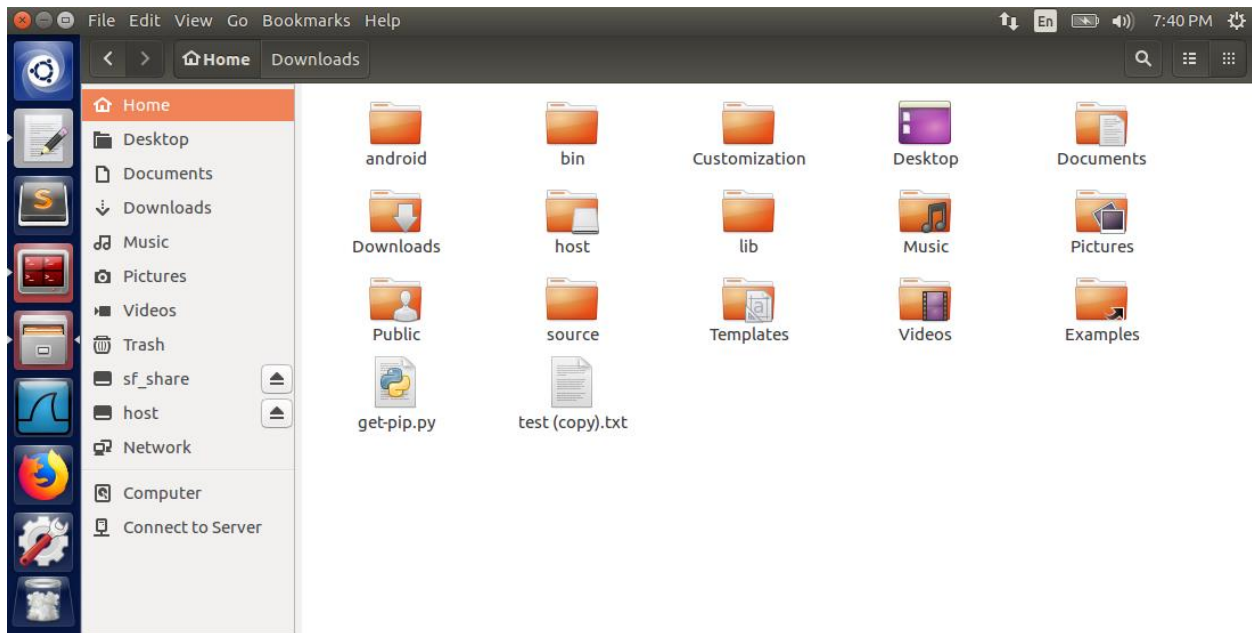 File Edit View Go Bookmarks Help En 7:40 PM
Home Downloads
Home
Desktop
Documents
Downloads
Music
Pictures
Videos
Trash
sf_share
host
Network
Computer
Connect to Server
android bin Customization Desktop Documents
Downloads host lib Music Pictures
Public source Templates Videos Examples
get-pip.py test (copy).txt